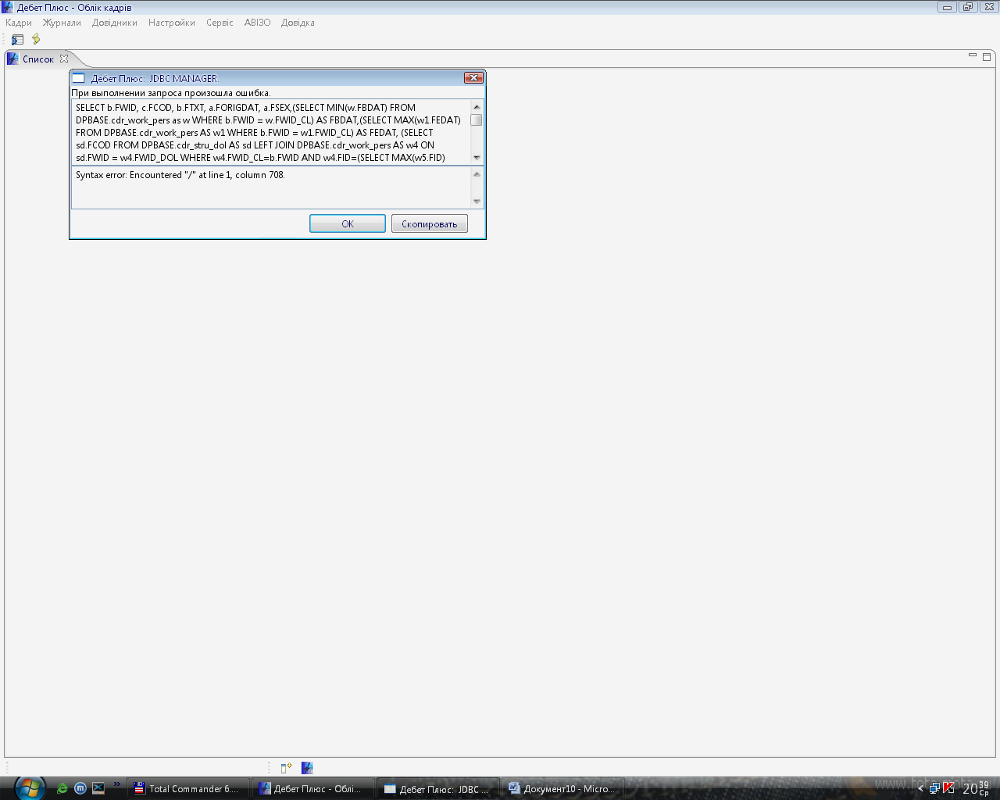 Дебет Плюс - Облік кадрів
Кадри Журнали Довідники Настройки Сервіс АВІЗО Довідка
Список
Дебет Плюс: JDBC MANAGER.
При выполнении запроса произошла ошибка.
SELECT b.FWID, c.FCOD, b.FTXT, a.FORIGDAT, a.FSEX,(SELECT MIN(w.FBDAT) FROM
DPBASE.cdr_work_pers as w WHERE b.FWID = w.FWID_CL) AS FBDAT,(SELECT MAX(w1.FEDAT)
FROM DPBASE.cdr_work_pers AS w1 WHERE b.FWID = w1.FWID_CL) AS FEDAT, (SELECT
sd.FCOD FROM DPBASE.cdr_stru_dol AS sd LEFT JOIN DPBASE.cdr_work_pers AS w4 ON
sd.FWID = w4.FWID_DOL WHERE w4.FWID_CL=b.FWID AND w4.FID=(SELECT MAX(w5.FID)
Syntax error: Encountered "/" at line 1, column 708.
OK Скопировать
Total Commander 6.... Дебет Плюс - Облі... Дебет Плюс: JDBC ... Документ10 - Micro... 20 39
Ср